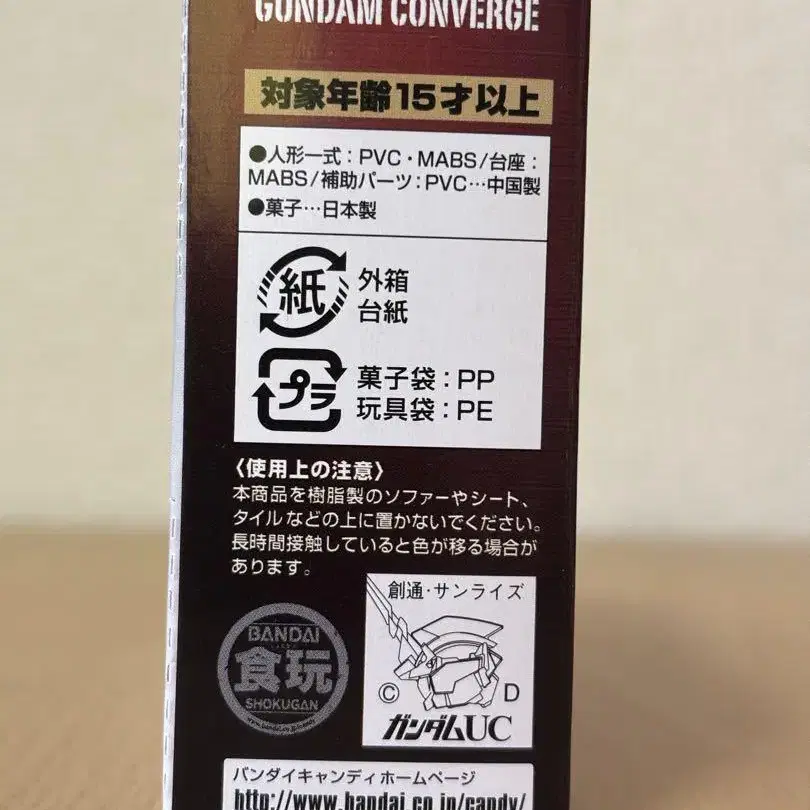 GUNDAM CONVERGE
対象年齢15才以上
●人形一式：PVC・MABS/台座：
MABS/補助パーツ：PVC…中国製
●菓子…日本製
紙
外箱
台紙
プラ
菓子袋：PP
玩具袋：PE
〈使用上の注意〉
本商品を樹脂製のソファーやシート、
タイルなどの上に置かないでください。
長時間接触していると色が移る場合が
あります。
BANDAI
食玩
SHOKUGAN
創通・サンライズ
© D
ガンダムUC
バンダイキャンディホームページ
http://www.bandai.co.jp/candy/